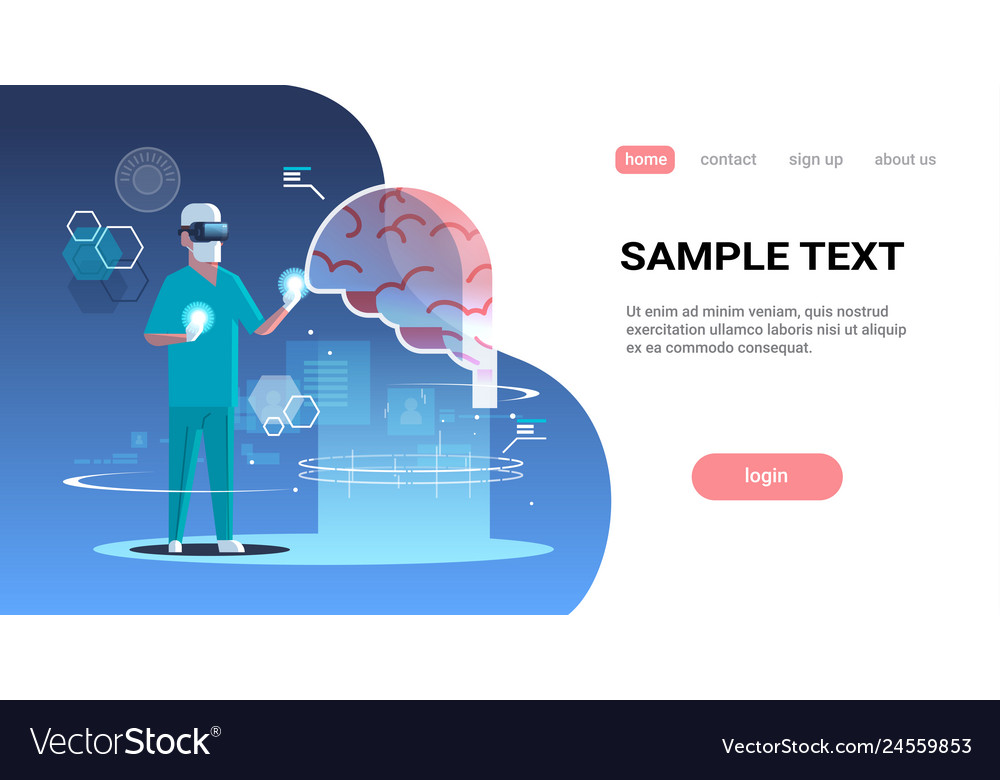 home contact sign up about us
SAMPLE TEXT
Ut enim ad minim veniam, quis nostrud
exercitation ullamco laboris nisi ut aliquip
ex ea commodo consequat.
login
VectorStock®
VectorStock.com/24559853